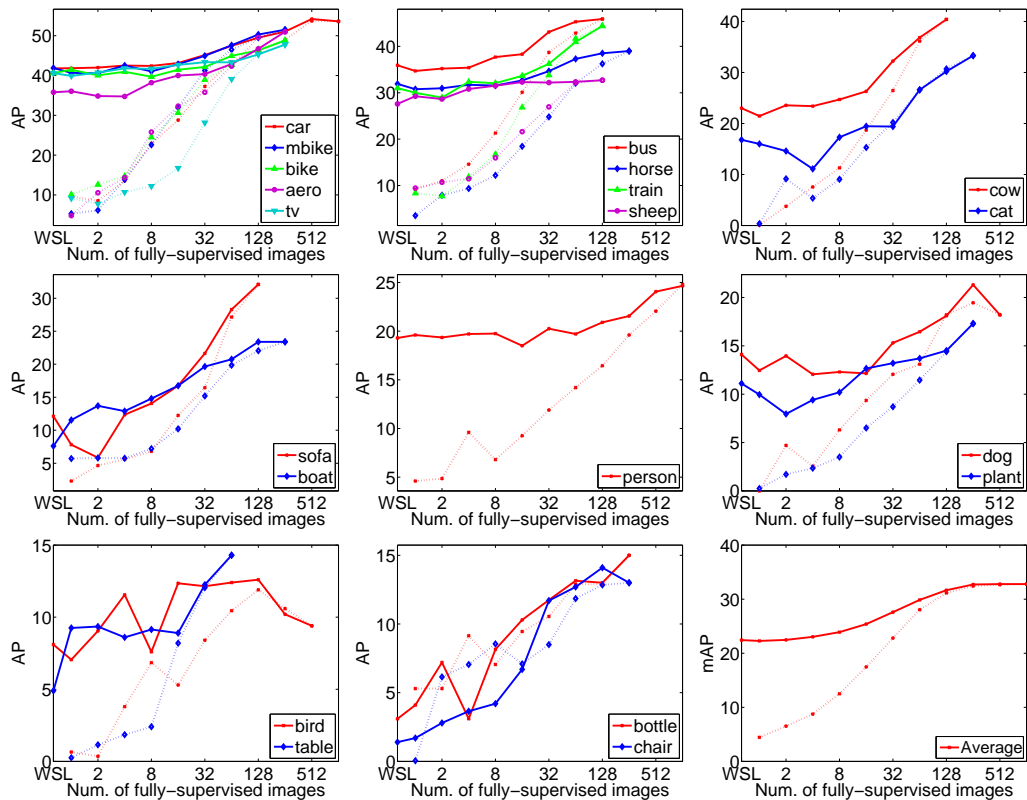 50
40
30
20
10
AP
car
mbike
bike
aero
tv
WSL 2 8 32 128 512
Num. of fully-supervised images
40
30
20
10
AP
bus
horse
train
sheep
WSL 2 8 32 128 512
Num. of fully-supervised images
40
30
20
10
0
AP
cow
cat
WSL 2 8 32 128 512
Num. of fully-supervised images
30
25
20
15
10
5
AP
sofa
boat
WSL 2 8 32 128 512
Num. of fully-supervised images
25
20
15
10
5
AP
person
WSL 2 8 32 128 512
Num. of fully-supervised images
20
15
10
5
0
AP
dog
plant
WSL 2 8 32 128 512
Num. of fully-supervised images
15
10
5
0
AP
bird
table
WSL 2 8 32 128 512
Num. of fully-supervised images
15
10
5
0
AP
bottle
chair
WSL 2 8 32 128 512
Num. of fully-supervised images
40
30
20
10
0
mAP
Average
WSL 2 8 32 128 512
Num. of fully-supervised images